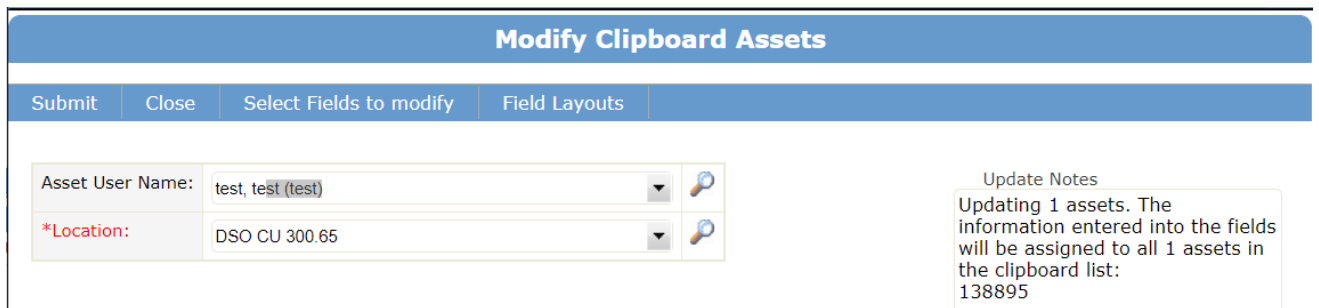 Modify Clipboard Assets
Submit Close Select Fields to modify Field Layouts
Asset User Name: test, test (test)
*Location: DSO CU 300.65
Update Notes
Updating 1 assets. The
information entered into the fields
will be assigned to all 1 assets in
the clipboard list:
138895